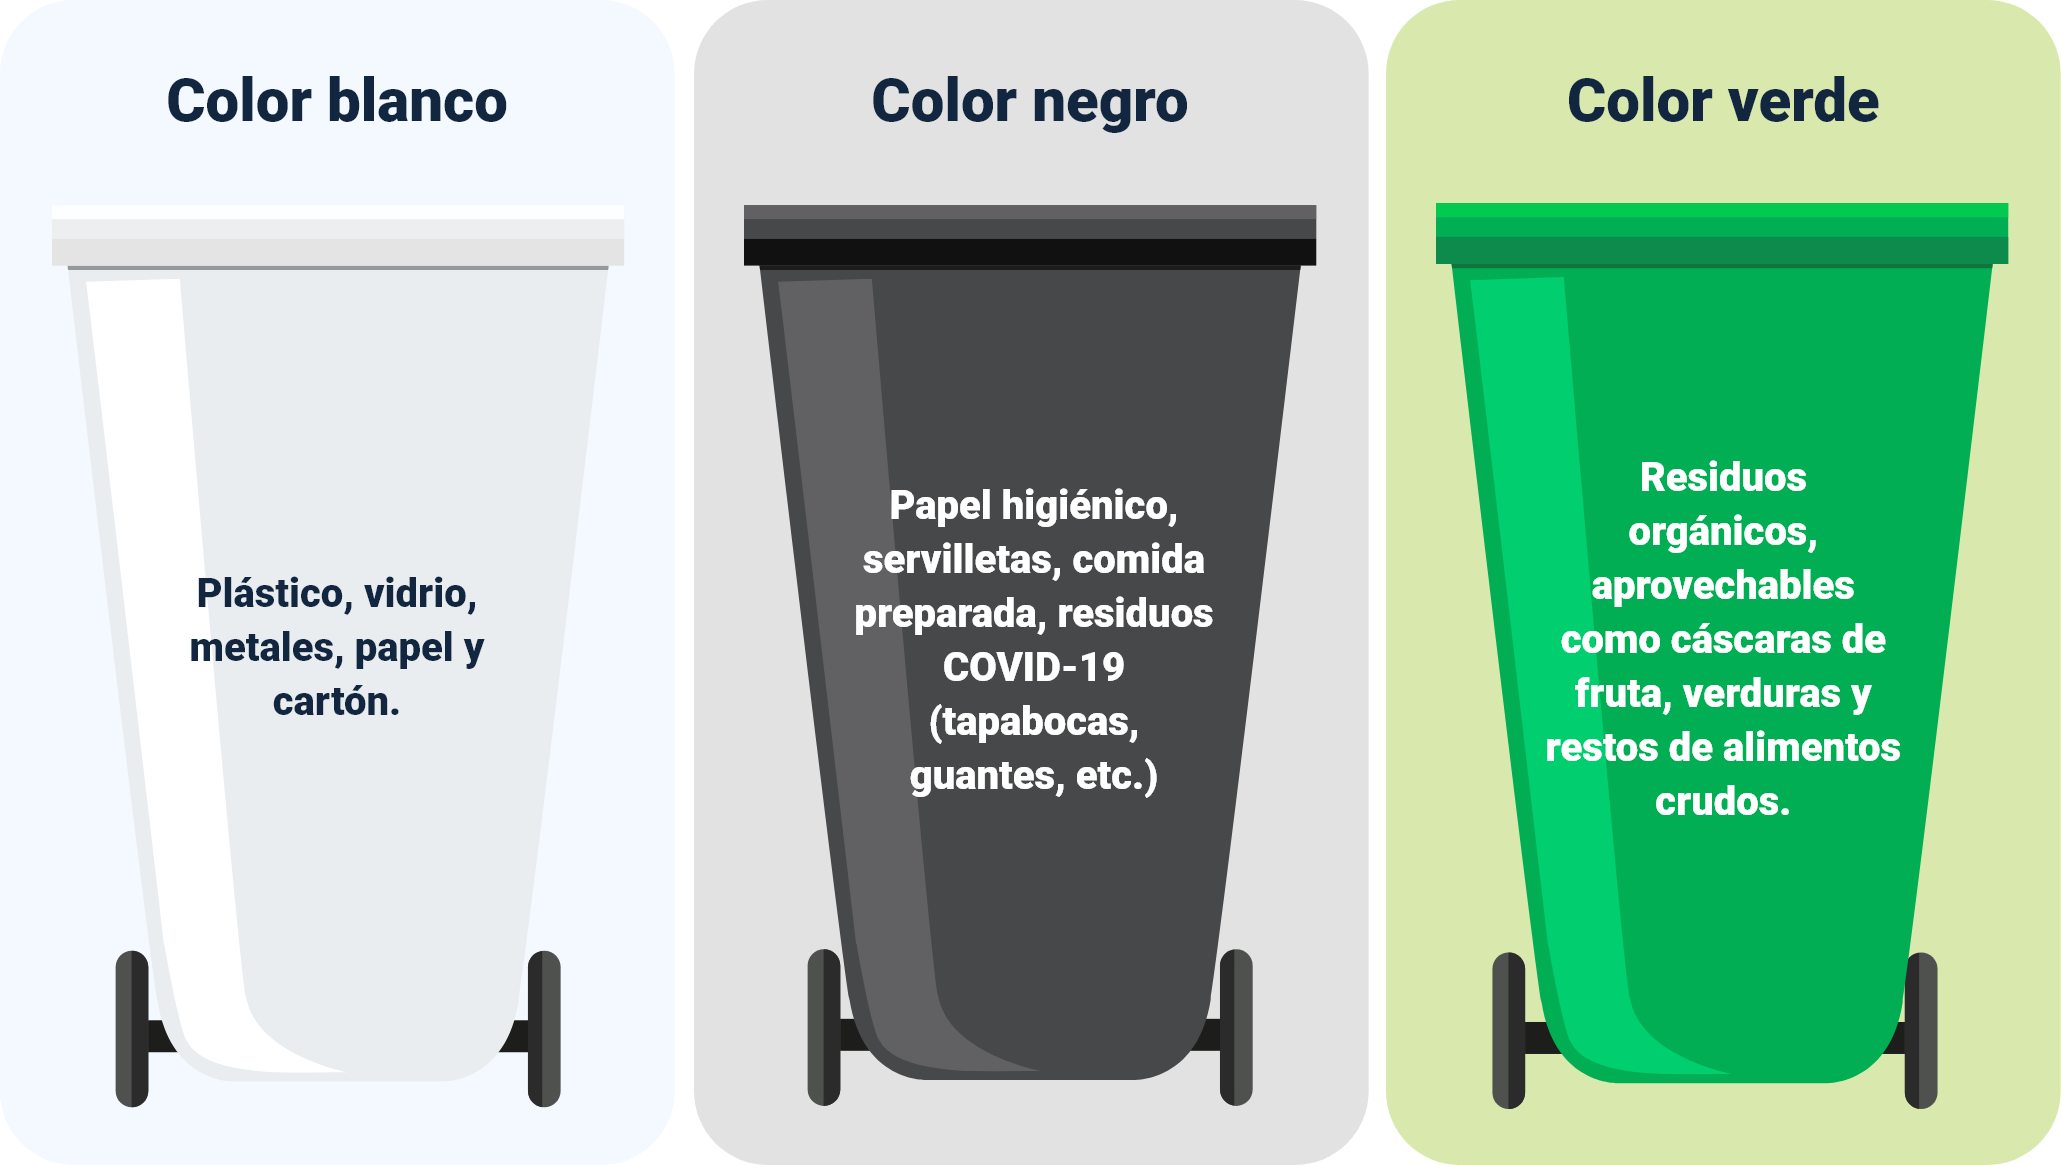 Color blanco
Plástico, vidrio,
metales, papel y
cartón.
Color negro
Papel higiénico,
servilletas, comida
preparada, residuos
COVID-19
(tapabocas,
guantes, etc.)
Color verde
Residuos
orgánicos,
aprovechables
como cáscaras de
fruta, verduras y
restos de alimentos
crudos.